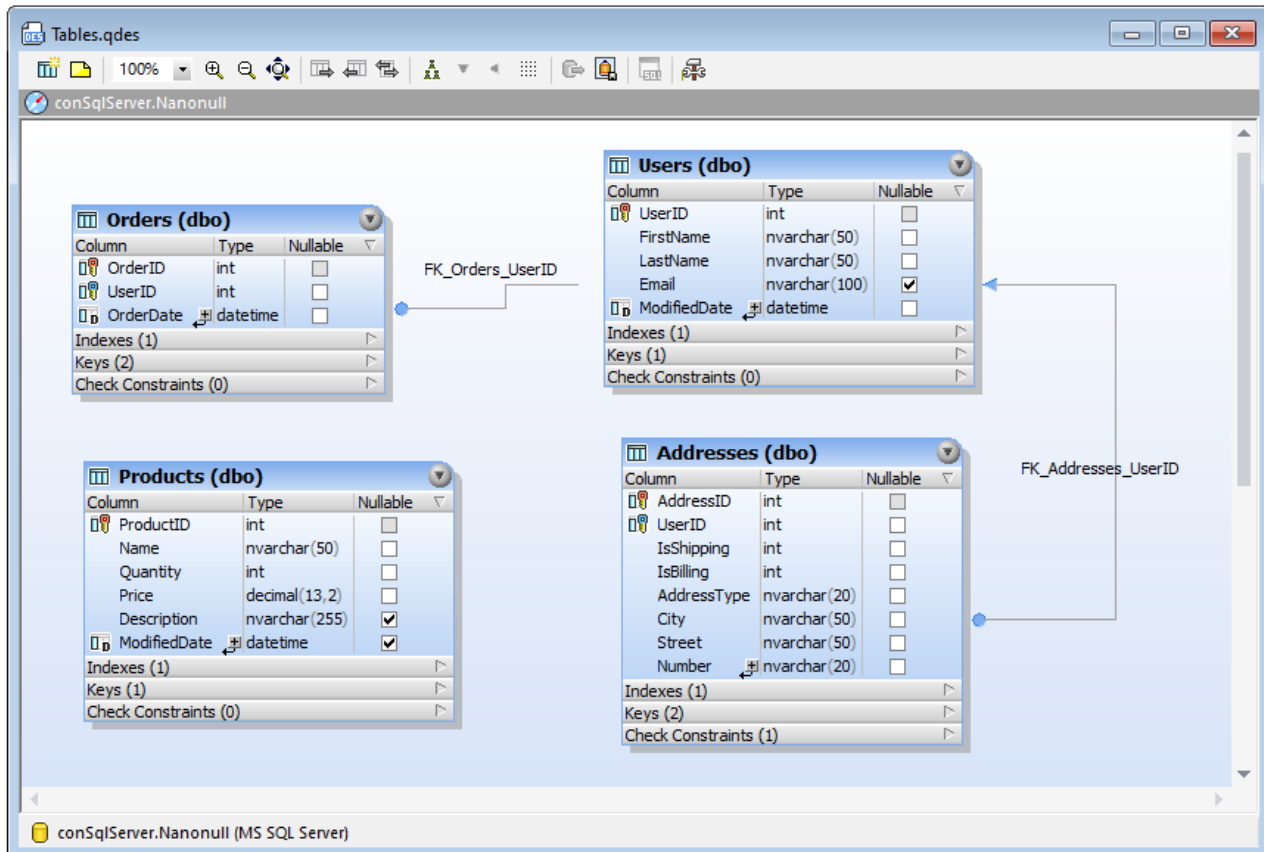 Tables.qdes
100%
conSqlServer.Nanonull
Orders (dbo)
Column Type Nullable
OrderID int
UserID int
OrderDate datetime
Indexes (1)
Keys (2)
Check Constraints (0)
FK_Orders_UserID
Users (dbo)
Column Type Nullable
UserID int
FirstName nvarchar(50)
LastName nvarchar(50)
Email nvarchar(100)
ModifiedDate datetime
Indexes (1)
Keys (1)
Check Constraints (0)
Products (dbo)
Column Type Nullable
ProductID int
Name nvarchar(50)
Quantity int
Price decimal(13,2)
Description nvarchar(255)
ModifiedDate datetime
Indexes (1)
Keys (1)
Check Constraints (0)
Addresses (dbo)
Column Type Nullable
AddressID int
UserID int
IsShipping int
IsBilling int
AddressType nvarchar(20)
City nvarchar(50)
Street nvarchar(50)
Number nvarchar(20)
Indexes (1)
Keys (2)
Check Constraints (1)
FK_Addresses_UserID
conSqlServer.Nanonull (MS SQL Server)